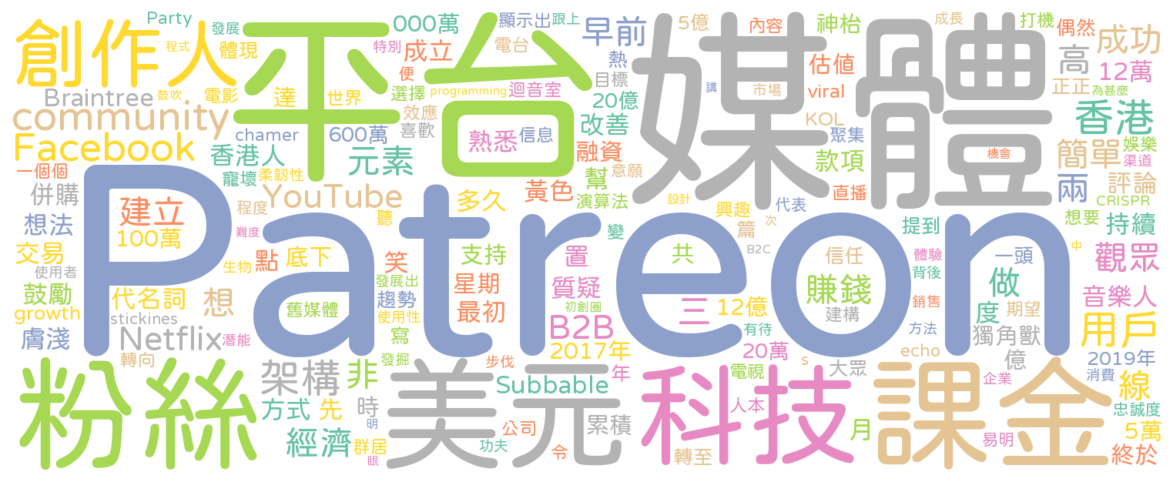 創作人
平台
媒體
Patreon
粉絲
美元
科技
課金
Party
發展
程式
體現
特別
000萬
成立
顯示出
跟上
電台
早前
熱
目標
5億
內容
神枱
成長
打機
偶然
成功
高
12萬
正正
為甚麼
估值
viral
市場
講
Braintree
鼓吹
電影
達
世界
便
選擇
programming
迴音室
20億
community
chamer
600萬
效應
喜歡
熟悉
信息
改善
KOL
聚集
香港
Facebook
香港人
元素
融資
意願
款項
機會
簡單
娛樂
渠道
評論
一個個
寵壞
柔韌性
黃色
幫
演算法
設計
直播
兩
CRISPR
併購
建立
YouTube
程度
聽
多久
興趣
代表
次
想要
持續
想法
100萬
難度
變
篇
B2C
提到
交易
使用者
生物
點
底下
笑
支持
置
共
信任
體驗
背後
一頭
觀眾
鼓勵
代名詞
想
發展出
趨勢
星期
質疑
賺錢
銷售
做
音樂人
growth
stickines
舊媒體
使用性
寫
最初
初創圈
三
12億
建構
度
期望
膚淺
Netflix
潛能
發掘
B2B
有待
方法
獨角獸
用戶
轉向
架構
非
步伐
2017年
20萬
s
大眾
echo
億
2019年
消費
Subbable
年
電視
企業
線
方式
先
時
人本
忠誠度
經濟
群居
明
眼
功夫
公司
令
累積
轉至
月
易明
5萬
終於
中